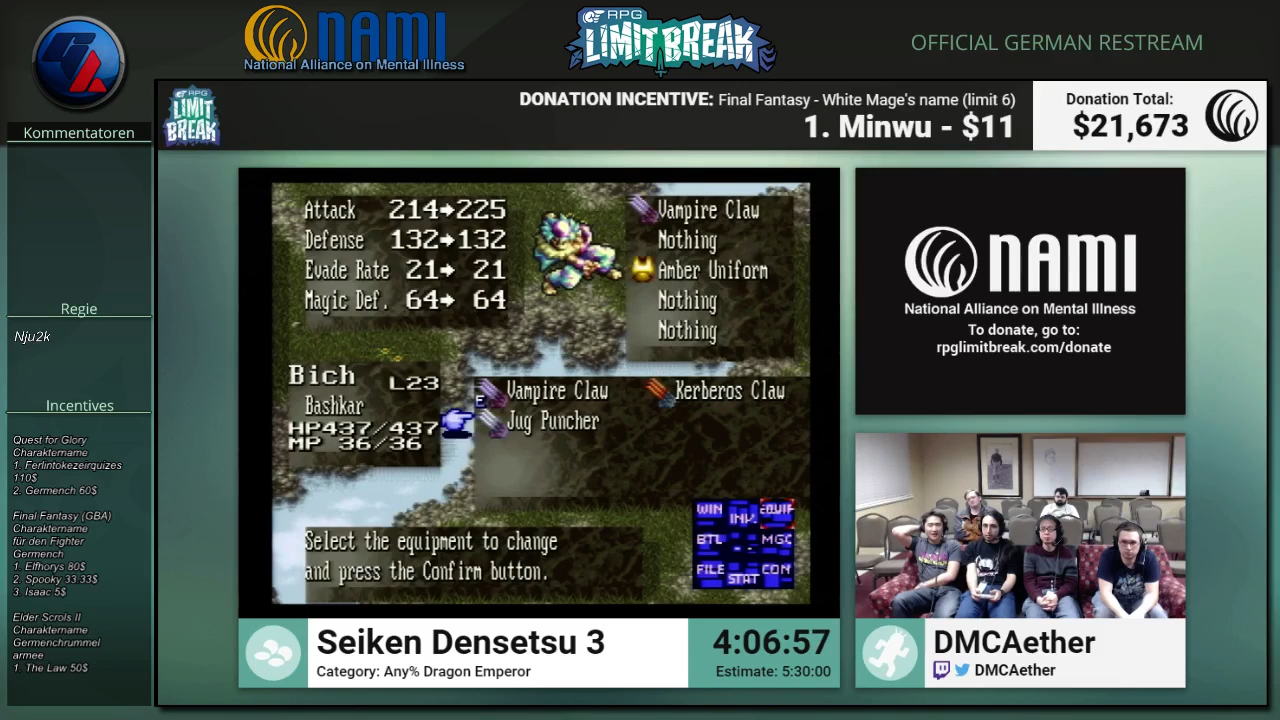 NAMI
National Alliance on Mental Illness
RPG
LIMIT BREAK
OFFICIAL GERMAN RESTREAM
Kommentatoren
Regie
Nju2k
Incentives
Quest for Glory
Charaktername
1. Ferlintokezeirquizes
110$
2. Germench 60$
Final Fantasy (GBA)
Charaktername
für den Fighter
Germench
1. Elfhorys 80$
2. Spooky 33.33$
3. Isaac 5$
Elder Scrols II
Charaktername
Germenchrummel
armee
1. The Law 50$
RPG
LIMIT
BREAK
DONATION INCENTIVE: Final Fantasy - White Mage's name (limit 6)
1. Minwu - $11
Donation Total:
$21,673
Attack 214→225
Defense 132→132
Evade Rate 21→ 21
Magic Def. 64→ 64
Vampire Claw
Nothing
Amber Uniform
Nothing
Nothing
Bich L23
Bashkar
HP437/437
MP 36/36
E Vampire Claw Kerberos Claw
Jug Puncher
Select the equipment to change
and press the Confirm button.
WIN INV. EQUIP
BTL MGC
FILE STAT CON
NAMI
National Alliance on Mental Illness
To donate, go to:
rpglimitbreak.com/donate
Seiken Densetsu 3
Category: Any% Dragon Emperor
4:06:57
Estimate: 5:30:00
DMCAether
DMCAether